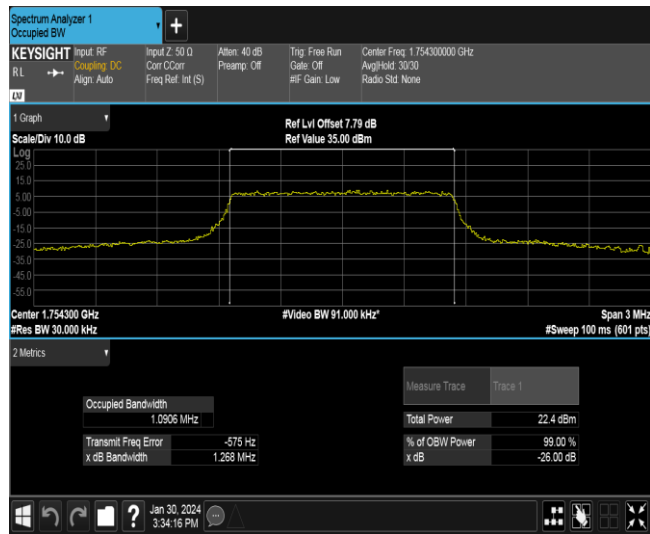 Spectrum Analyzer 1
Occupied BW
+
KEYSIGHT
Input: RF
Input Z: 50 Ω
Atten: 40 dB
Trig: Free Run
Center Freq: 1.754300000 GHz
R L
Coupling: DC
Corr CCorr
Preamp: Off
Gate: Off
Avg|Hold: 30/30
Align: Auto
Freq Ref: Int (S)
#IF Gain: Low
Radio Std: None
LXI
1 Graph
Ref Lvl Offset 7.79 dB
Scale/Div 10.0 dB
Ref Value 35.00 dBm
Log
25.0
15.0
5.00
-5.00
-15.0
-25.0
-35.0
-45.0
-55.0
Center 1.754300 GHz
#Video BW 91.000 kHz*
Span 3 MHz
#Res BW 30.000 kHz
#Sweep 100 ms (601 pts)
2 Metrics
Measure Trace
Trace 1
Occupied Bandwidth
1.0906 MHz
Total Power
22.4 dBm
Transmit Freq Error
-575 Hz
% of OBW Power
99.00 %
x dB Bandwidth
1.268 MHz
x dB
-26.00 dB
?
Jan 30, 2024
3:34:16 PM